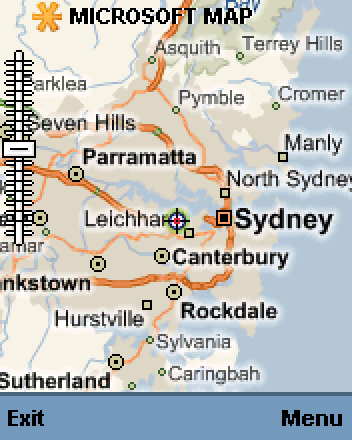 MICROSOFT MAP
Bay
Asquith
Terrey Hills
Parklea
Pymble
Cromer
Seven Hills
Manly
Parramatta
North Sydney
Leichhar
Sydney
amar
Canterbury
nkstown
Hurstville
Rockdale
Sylvania
Caringbah
Sutherland
Exit
Menu